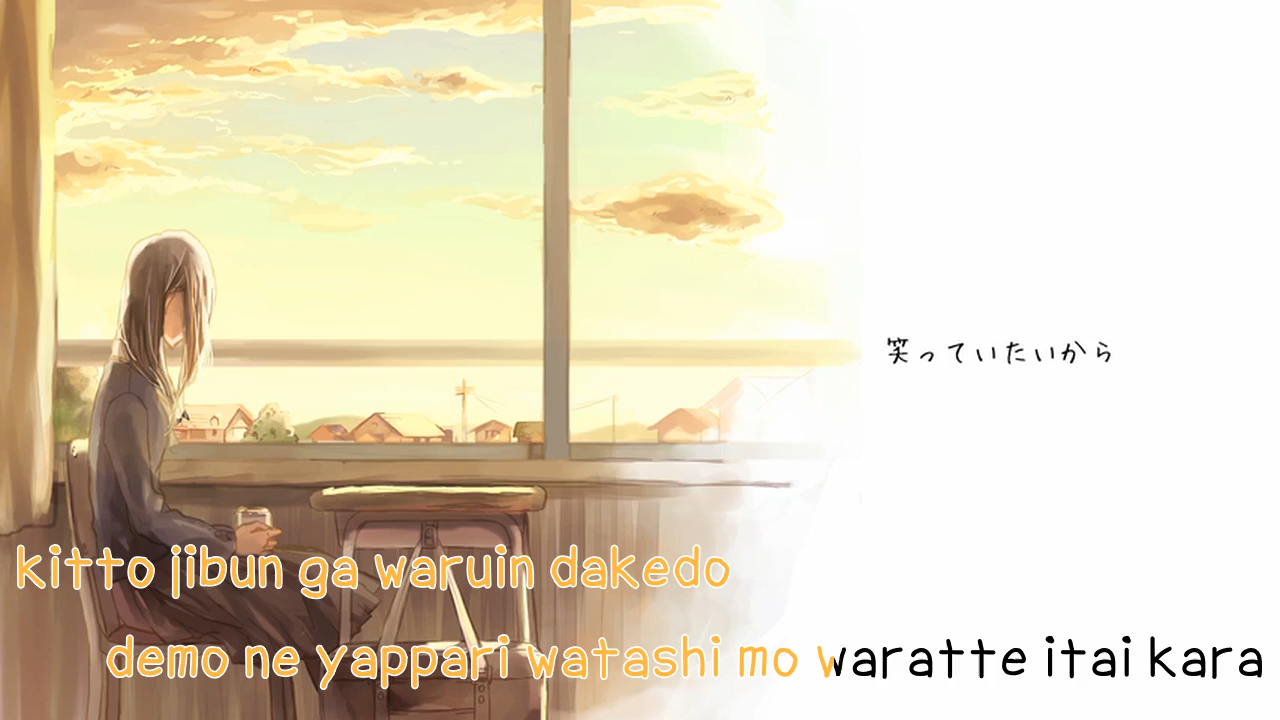 笑っていたいから
kitto jibun ga waruin dakedo
demo ne yappari watashi mo waratte itai kara